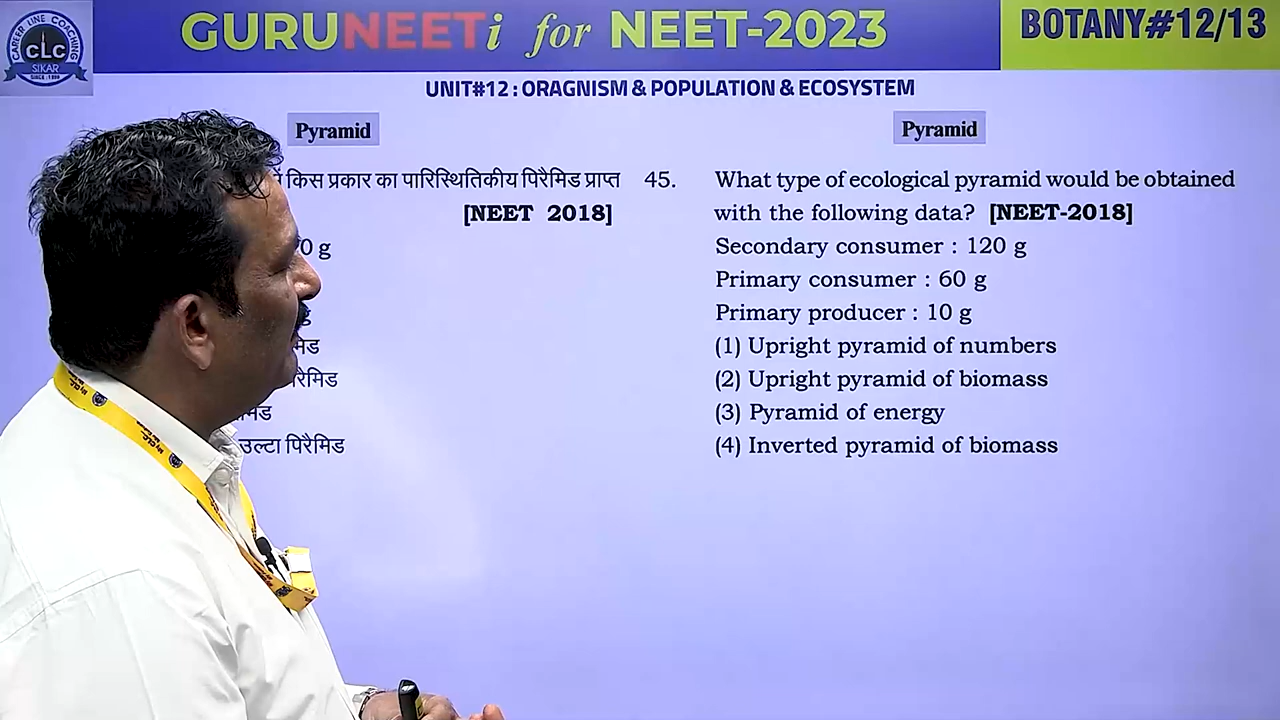 GURUNEETi for NEET-2023
BOTANY#12/13
CAREER LINE COACHING
CLC
SIKAR
SINCE : 1996
UNIT#12 : ORAGNISM & POPULATION & ECOSYSTEM
Pyramid
किस प्रकार का पारिस्थितिकीय पिरैमिड प्राप्त
[NEET 2018]
0 g
उल्टा पिरैमिड
Pyramid
45. What type of ecological pyramid would be obtained
with the following data? [NEET-2018]
Secondary consumer : 120 g
Primary consumer : 60 g
Primary producer : 10 g
(1) Upright pyramid of numbers
(2) Upright pyramid of biomass
(3) Pyramid of energy
(4) Inverted pyramid of biomass